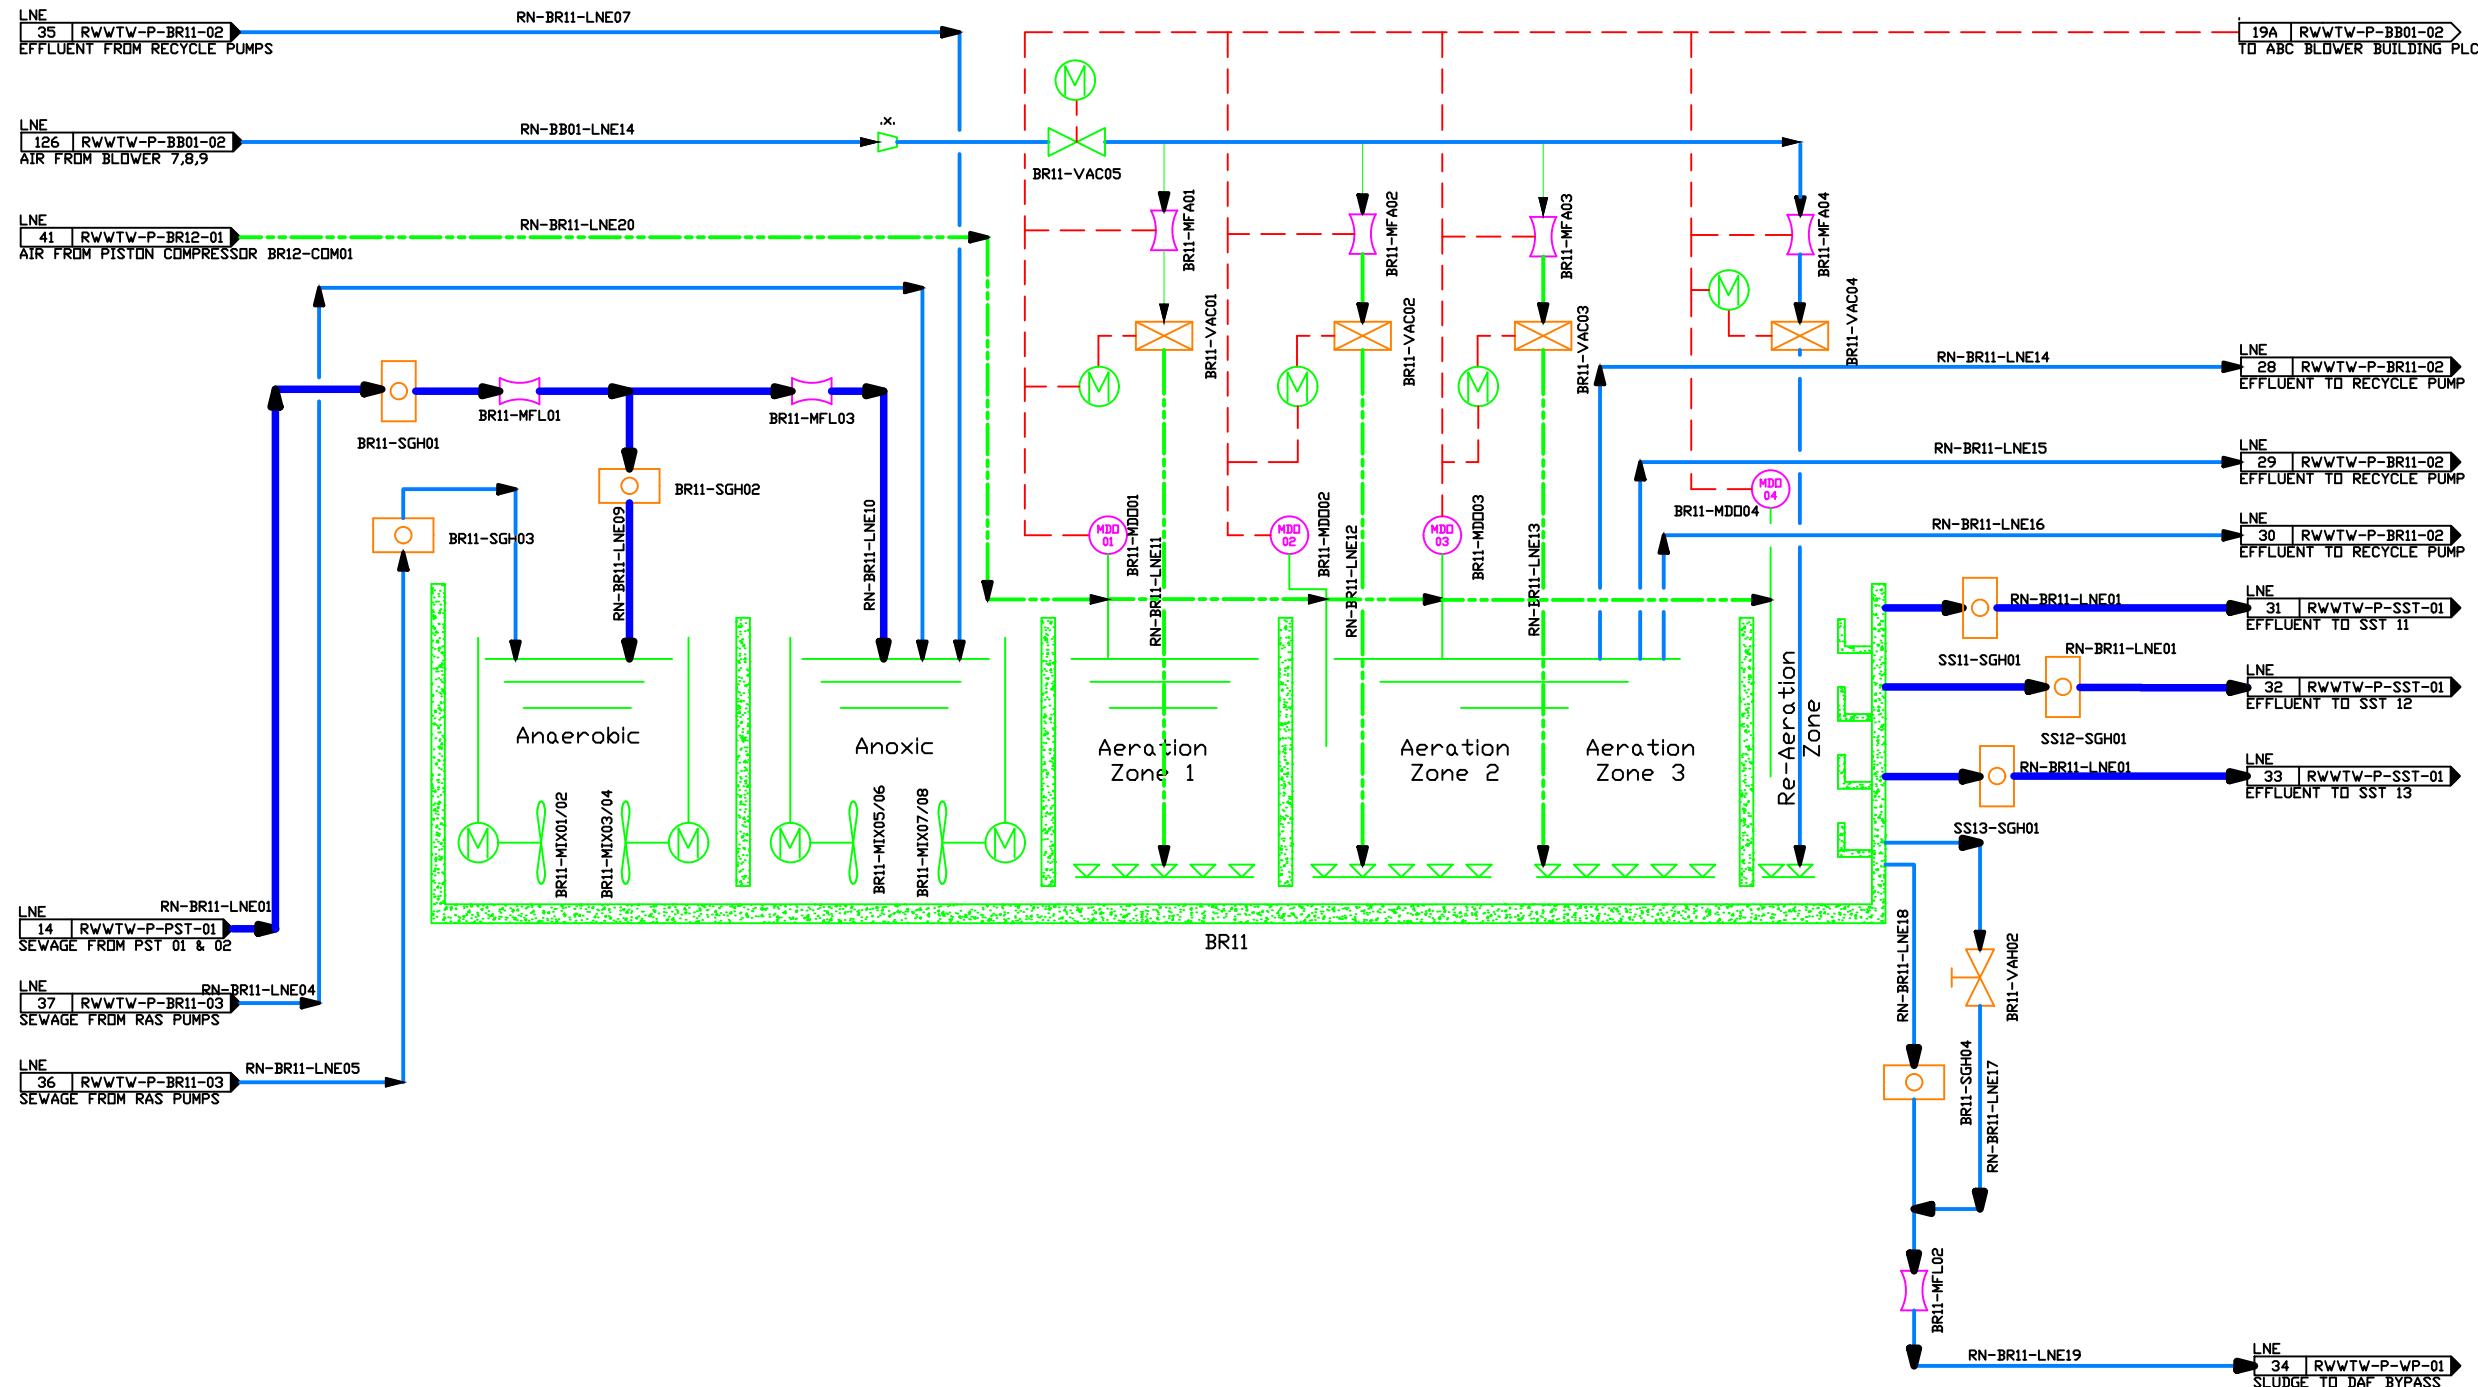 LNE
35 RWWTW-P-BR11-02
EFFLUENT FROM RECYCLE PUMPS
RN-BR11-LNE07
19A RWWTW-P-BB01-02
TO ABC BLOWER BUILDING PLC
M
LNE
126 RWWTW-P-BB01-02
AIR FROM BLOWER 7,8,9
RN-BB01-LNE14
.x.
BR11-VAC05
LNE
41 RWWTW-P-BR12-01
AIR FROM PISTON COMPRESSOR BR12-COM01
RN-BR11-LNE20
BR11-MFA01
BR11-MFA02
BR11-MFA03
BR11-MFA04
M
BR11-VAC01
BR11-VAC02
BR11-VAC03
BR11-VAC04
M
M
M
RN-BR11-LNE14
LNE
28 RWWTW-P-BR11-02
EFFLUENT TO RECYCLE PUMP
BR11-SGH01
BR11-MFL01
BR11-MFL03
RN-BR11-LNE15
LNE
29 RWWTW-P-BR11-02
EFFLUENT TO RECYCLE PUMP
BR11-SGH02
BR11-SGH03
RN-BR11-LNE09
RN-BR11-LNE10
MDO
01
BR11-MDO01
RN-BR11-LNE11
MDO
02
BR11-MDO02
RN-BR11-LNE12
MDO
03
BR11-MDO03
RN-BR11-LNE13
MDO
04
BR11-MDO04
RN-BR11-LNE16
LNE
30 RWWTW-P-BR11-02
EFFLUENT TO RECYCLE PUMP
RN-BR11-LNE01
LNE
31 RWWTW-P-SST-01
EFFLUENT TO SST 11
SS11-SGH01
RN-BR11-LNE01
LNE
32 RWWTW-P-SST-01
EFFLUENT TO SST 12
SS12-SGH01
RN-BR11-LNE01
LNE
33 RWWTW-P-SST-01
EFFLUENT TO SST 13
SS13-SGH01
Anaerobic
Anoxic
Aeration
Zone 1
Aeration
Zone 2
Aeration
Zone 3
Re-Aeration
Zone
M
BR11-MIX01/02
BR11-MIX03/04
M
M
BR11-MIX05/06
BR11-MIX07/08
M
BR11
RN-BR11-LNE01
LNE
14 RWWTW-P-PST-01
SEWAGE FROM PST 01 & 02
RN-BR11-LNE04
LNE
37 RWWTW-P-BR11-03
SEWAGE FROM RAS PUMPS
RN-BR11-LNE05
LNE
36 RWWTW-P-BR11-03
SEWAGE FROM RAS PUMPS
RN-BR11-LNE18
BR11-VAH02
BR11-SGH04
RN-BR11-LNE17
BR11-MFL02
RN-BR11-LNE19
LNE
34 RWWTW-P-WP-01
SLUDGE TO DAF BYPASS